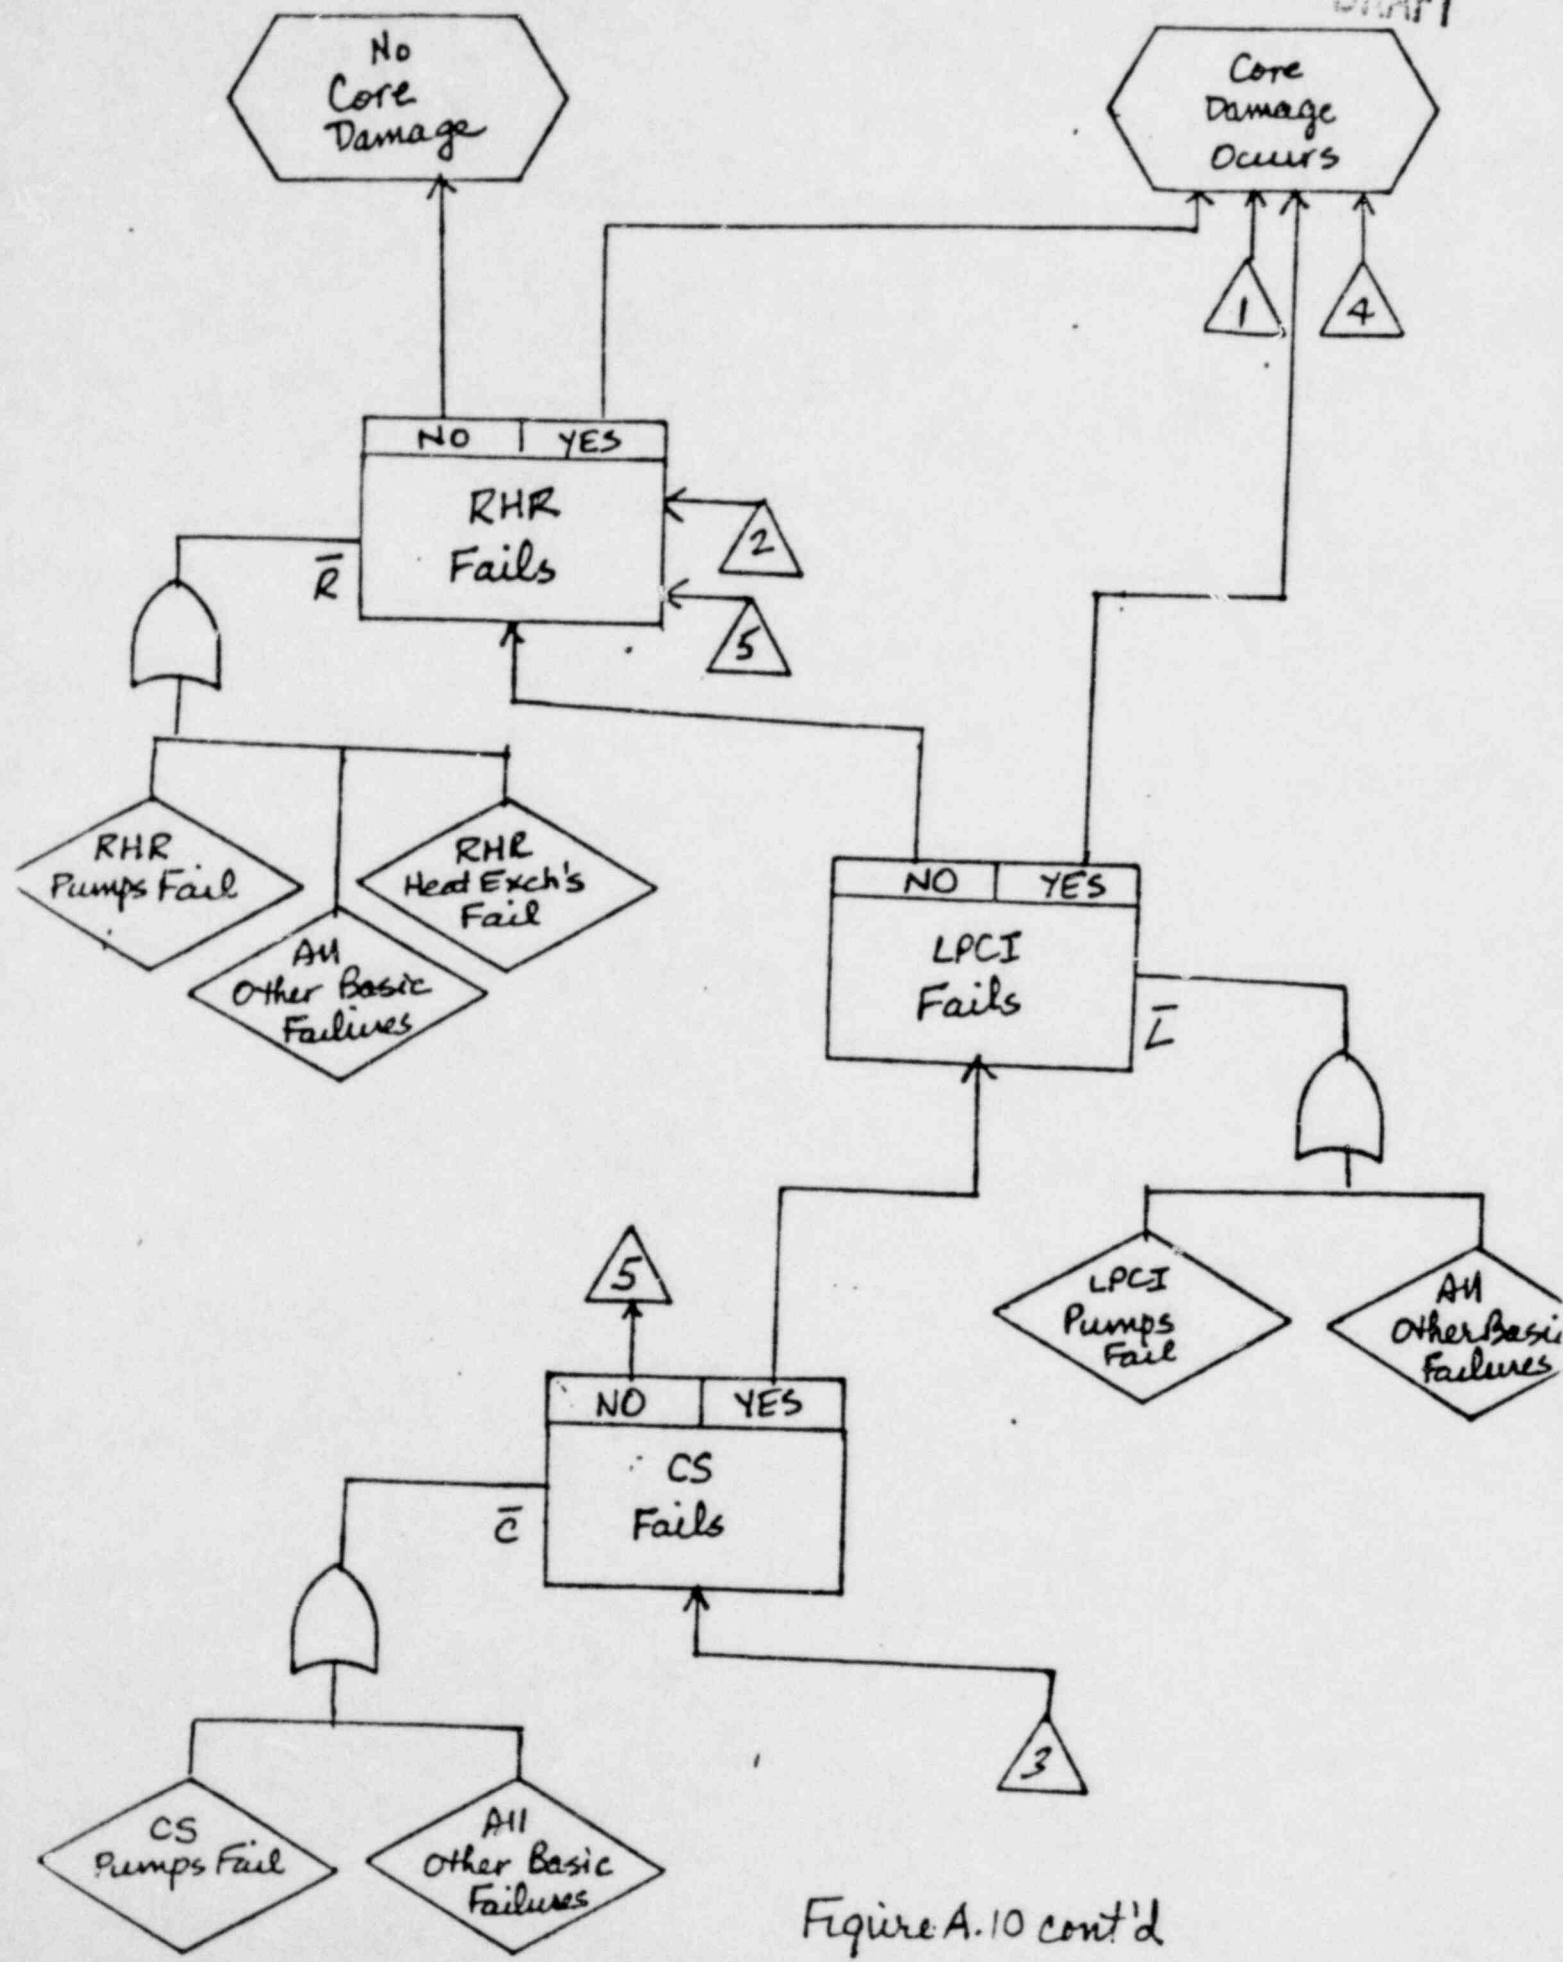 DRAFT
No
Core
Damage
Core
Damage
Occurs
1
4
NO YES
RHR
Fails
2
5
R̅
RHR
Pumps Fail
RHR
Heat Exch's
Fail
All
Other Basic
Failures
NO YES
LPCI
Fails
L̅
5
LPCI
Pumps
Fail
All
Other Basi
Failures
NO YES
CS
Fails
C̅
3
CS
Pumps Fail
All
Other Basic
Failures
Figure A.10 cont'd